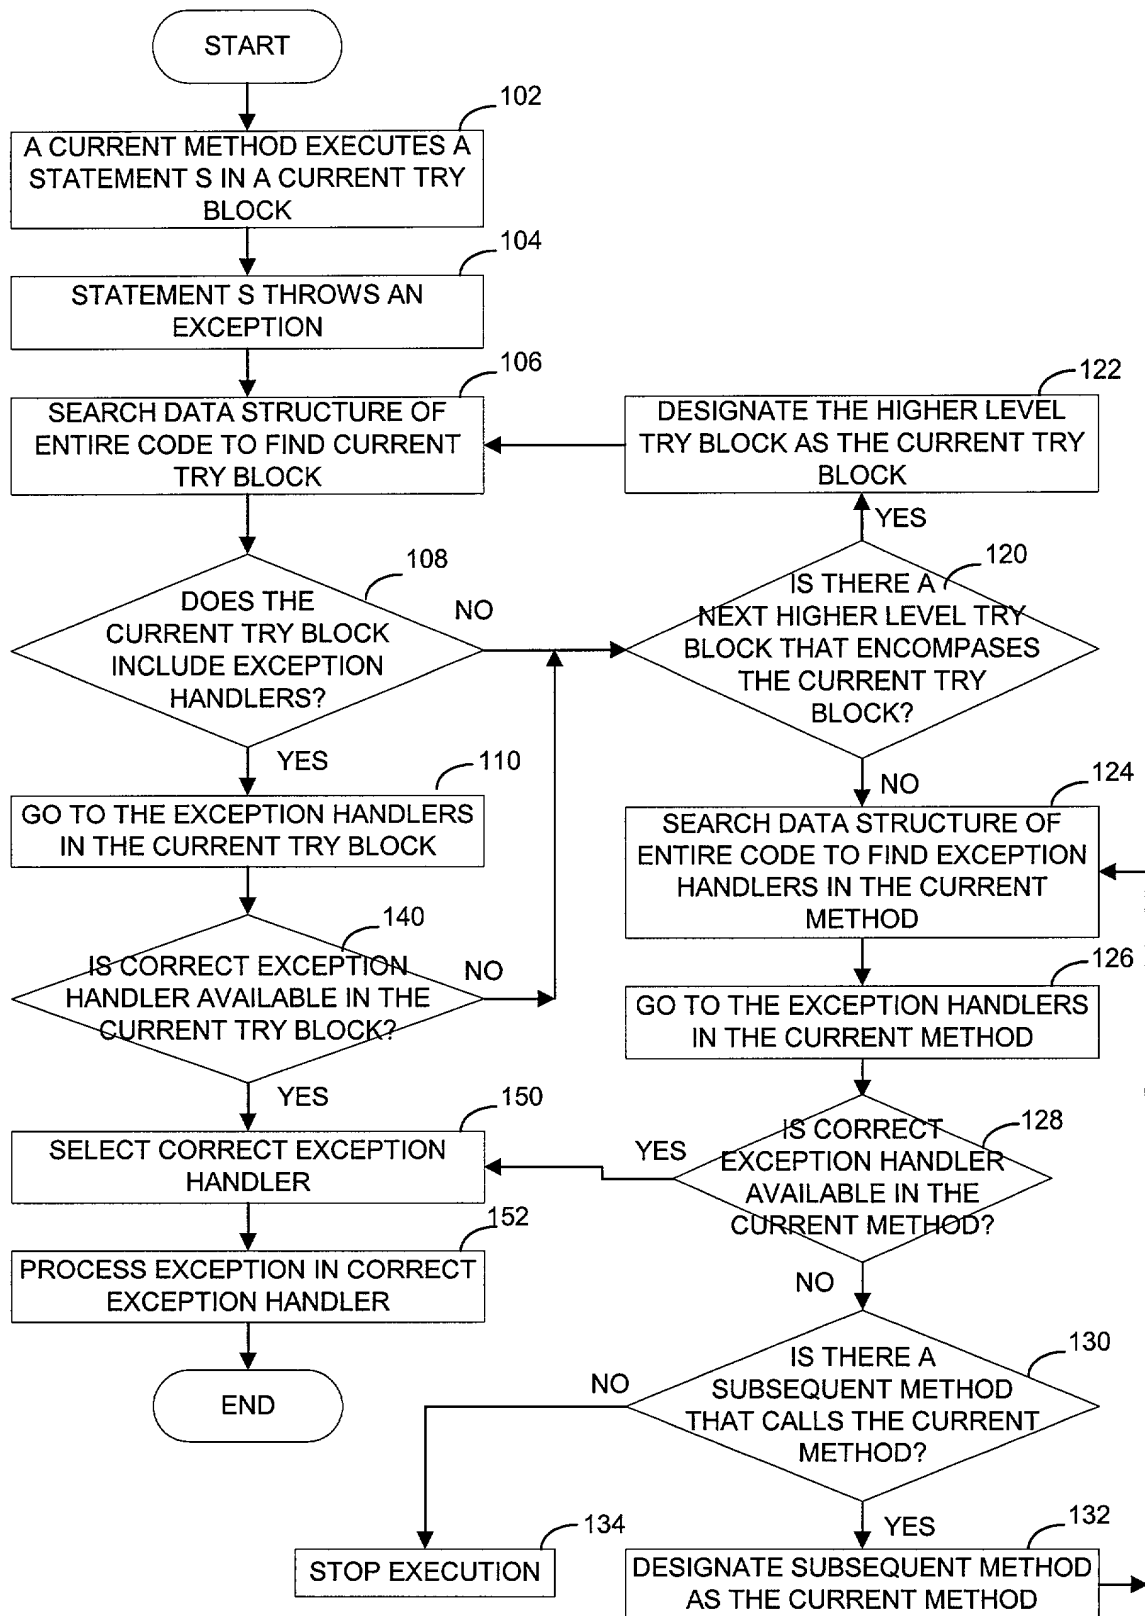 START
102
A CURRENT METHOD EXECUTES A
STATEMENT S IN A CURRENT TRY
BLOCK
104
STATEMENT S THROWS AN
EXCEPTION
106
SEARCH DATA STRUCTURE OF
ENTIRE CODE TO FIND CURRENT
TRY BLOCK
108
DOES THE
CURRENT TRY BLOCK
INCLUDE EXCEPTION
HANDLERS?
NO
YES
110
GO TO THE EXCEPTION HANDLERS
IN THE CURRENT TRY BLOCK
140
IS CORRECT EXCEPTION
HANDLER AVAILABLE IN THE
CURRENT TRY BLOCK?
NO
YES
150
SELECT CORRECT EXCEPTION
HANDLER
152
PROCESS EXCEPTION IN CORRECT
EXCEPTION HANDLER
END
122
DESIGNATE THE HIGHER LEVEL
TRY BLOCK AS THE CURRENT TRY
BLOCK
YES
120
IS THERE A
NEXT HIGHER LEVEL TRY
BLOCK THAT ENCOMPASES
THE CURRENT TRY
BLOCK?
NO
124
SEARCH DATA STRUCTURE OF
ENTIRE CODE TO FIND EXCEPTION
HANDLERS IN THE CURRENT
METHOD
126
GO TO THE EXCEPTION HANDLERS
IN THE CURRENT METHOD
128
IS CORRECT
EXCEPTION HANDLER
AVAILABLE IN THE
CURRENT METHOD?
YES
NO
130
IS THERE A
SUBSEQUENT METHOD
THAT CALLS THE CURRENT
METHOD?
NO
YES
134
STOP EXECUTION
132
DESIGNATE SUBSEQUENT METHOD
AS THE CURRENT METHOD